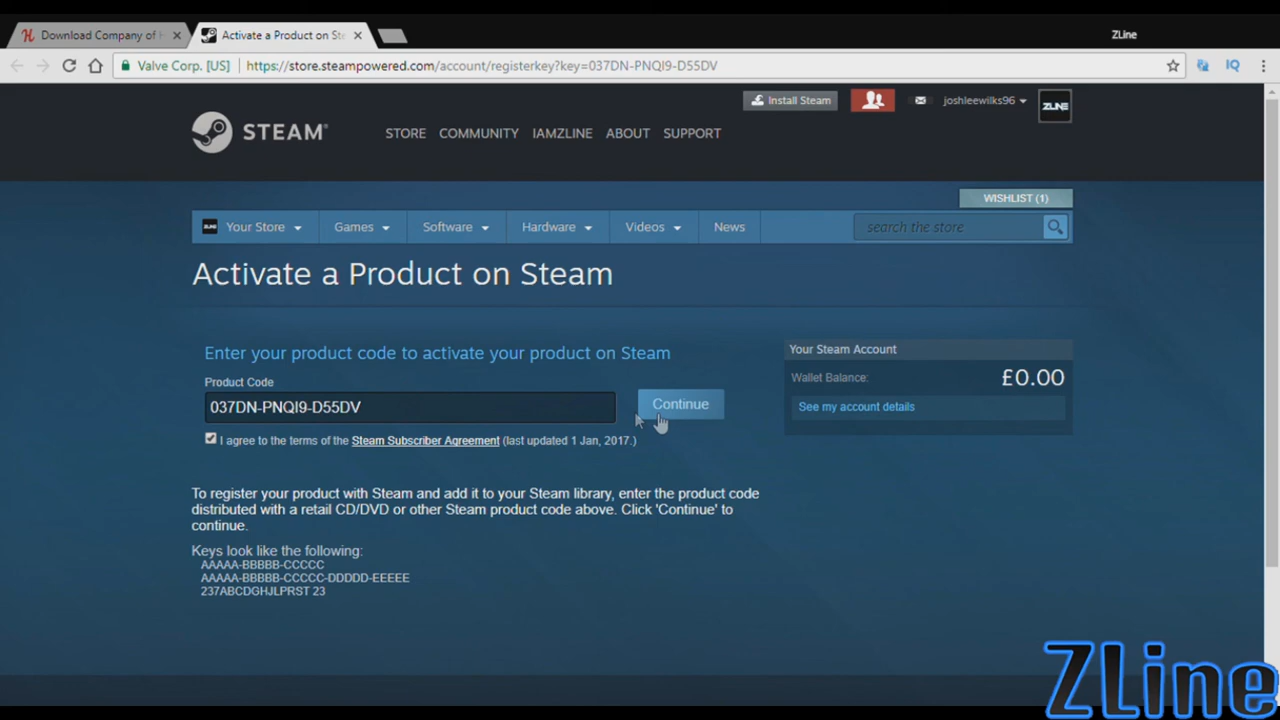 Download Company of H
Activate a Product on Ste
ZLine
Valve Corp. [US]
https://store.steampowered.com/account/registerkey?key=037DN-PNQI9-D55DV
IQ
Install Steam
joshleewilks96
ZLINE
STEAM®
STORE COMMUNITY IAMZLINE ABOUT SUPPORT
WISHLIST (1)
ZLINE Your Store Games Software Hardware Videos News search the store
Activate a Product on Steam
Enter your product code to activate your product on Steam
Product Code
037DN-PNQI9-D55DV
Continue
I agree to the terms of the Steam Subscriber Agreement (last updated 1 Jan, 2017.)
Your Steam Account
Wallet Balance: £0.00
See my account details
To register your product with Steam and add it to your Steam library, enter the product code
distributed with a retail CD/DVD or other Steam product code above. Click 'Continue' to
continue.
Keys look like the following:
AAAAA-BBBBB-CCCCC
AAAAA-BBBBB-CCCCC-DDDDD-EEEEE
237ABCDGHJLPRST 23
ZLine